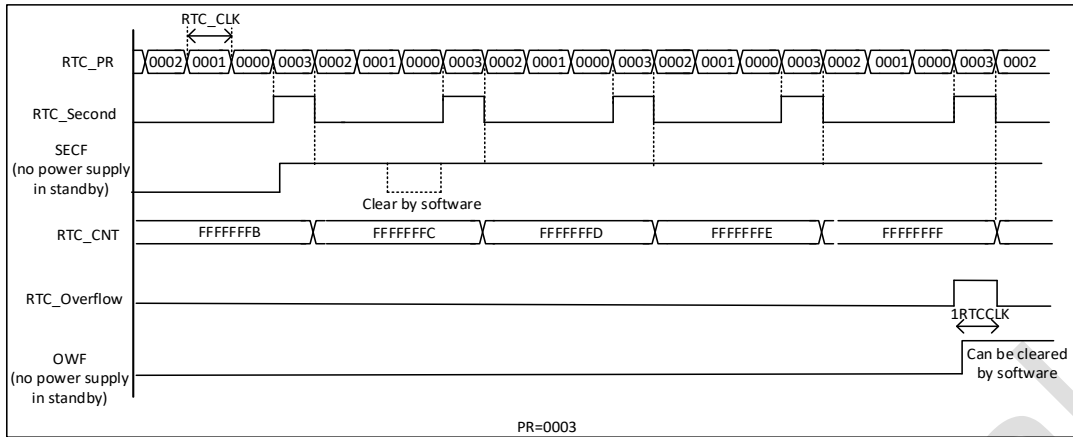 RTC_CLK
RTC_PR 0002 0001 0000 0003 0002 0001 0000 0003 0002 0001 0000 0003 0002 0001 0000 0003 0002 0001 0000 0003 0002
RTC_Second
SECF
(no power supply
in standby)
Clear by software
RTC_CNT FFFFFFFB FFFFFFFC FFFFFFFD FFFFFFFE FFFFFFFF
RTC_Overflow
1RTCCLK
OWF
(no power supply
in standby)
Can be cleared
by software
PR=0003